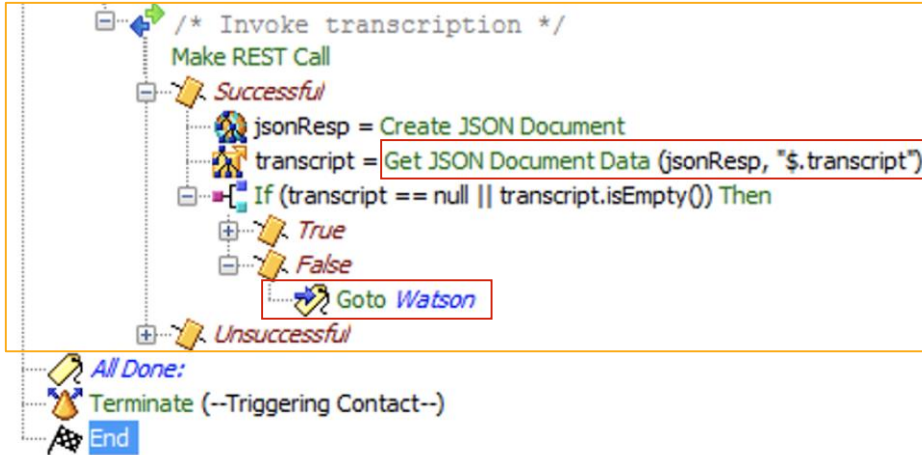 /* Invoke transcription */
Make REST Call
Successful
jsonResp = Create JSON Document
transcript = Get JSON Document Data (jsonResp, "$.transcript")
If (transcript == null || transcript.isEmpty()) Then
True
False
Goto Watson
Unsuccessful
All Done:
Terminate (--Triggering Contact--)
End